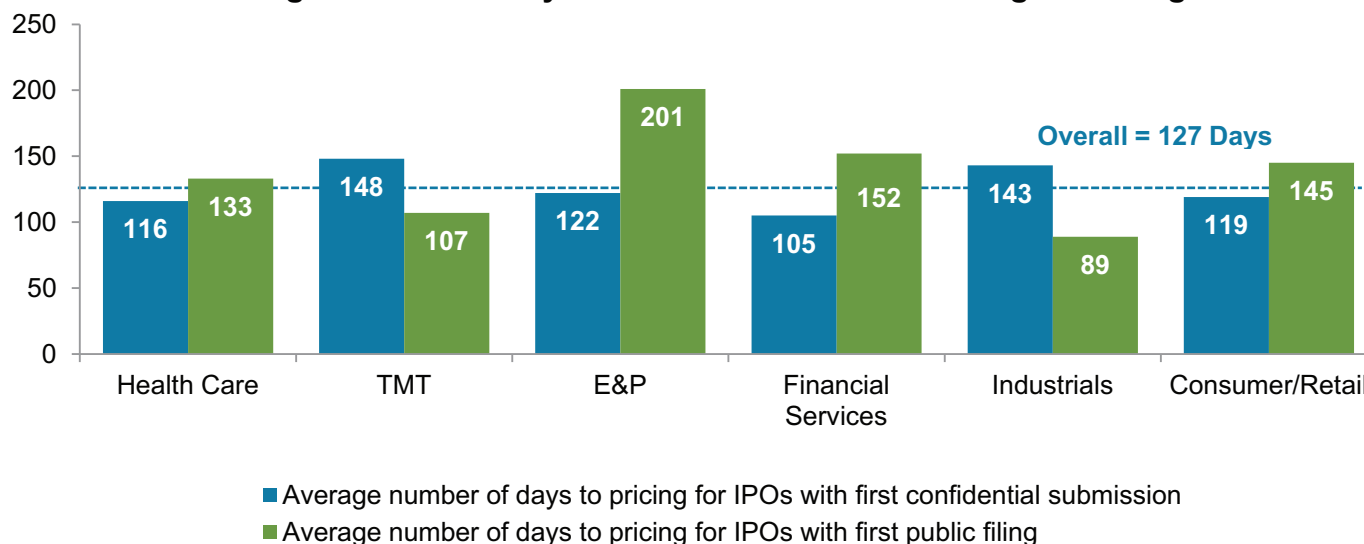 250
200
150
100
50
0
Overall = 127 Days
116 133 148 107 122 201 105 152 143 89 119 145
Health Care TMT E&P Financial Services Industrials Consumer/Retail
Average number of days to pricing for IPOs with first confidential submission
Average number of days to pricing for IPOs with first public filing